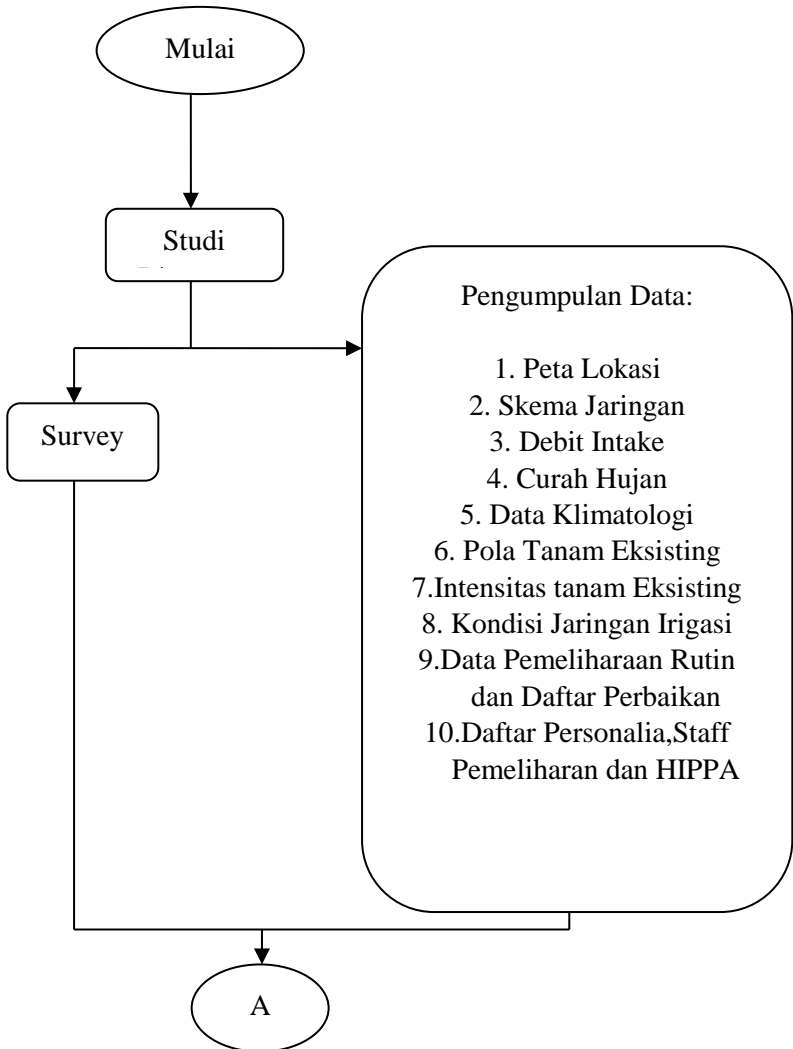 Mulai
Studi
Pengumpulan Data:
1. Peta Lokasi
2. Skema Jaringan
3. Debit Intake
4. Curah Hujan
5. Data Klimatologi
6. Pola Tanam Eksisting
7.Intensitas tanam Eksisting
8. Kondisi Jaringan Irigasi
9.Data Pemeliharaan Rutin
dan Daftar Perbaikan
10.Daftar Personalia,Staff
Pemeliharan dan HIPPA
Survey
A